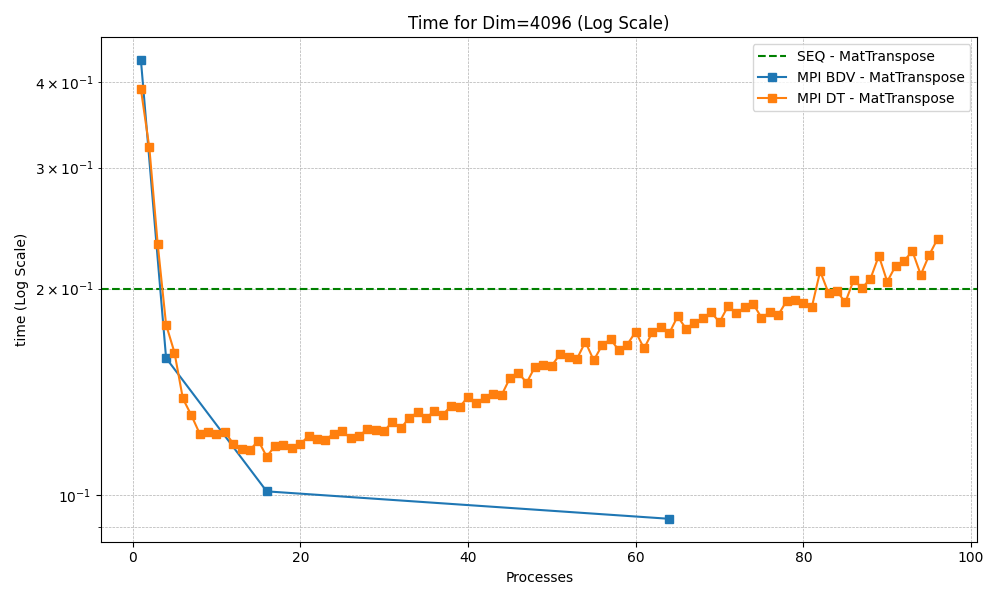 Time for Dim=4096 (Log Scale)
SEQ - MatTranspose
MPI BDV - MatTranspose
MPI DT - MatTranspose
time (Log Scale)
4 × 10⁻¹
3 × 10⁻¹
2 × 10⁻¹
10⁻¹
0 20 40 60 80 100
Processes